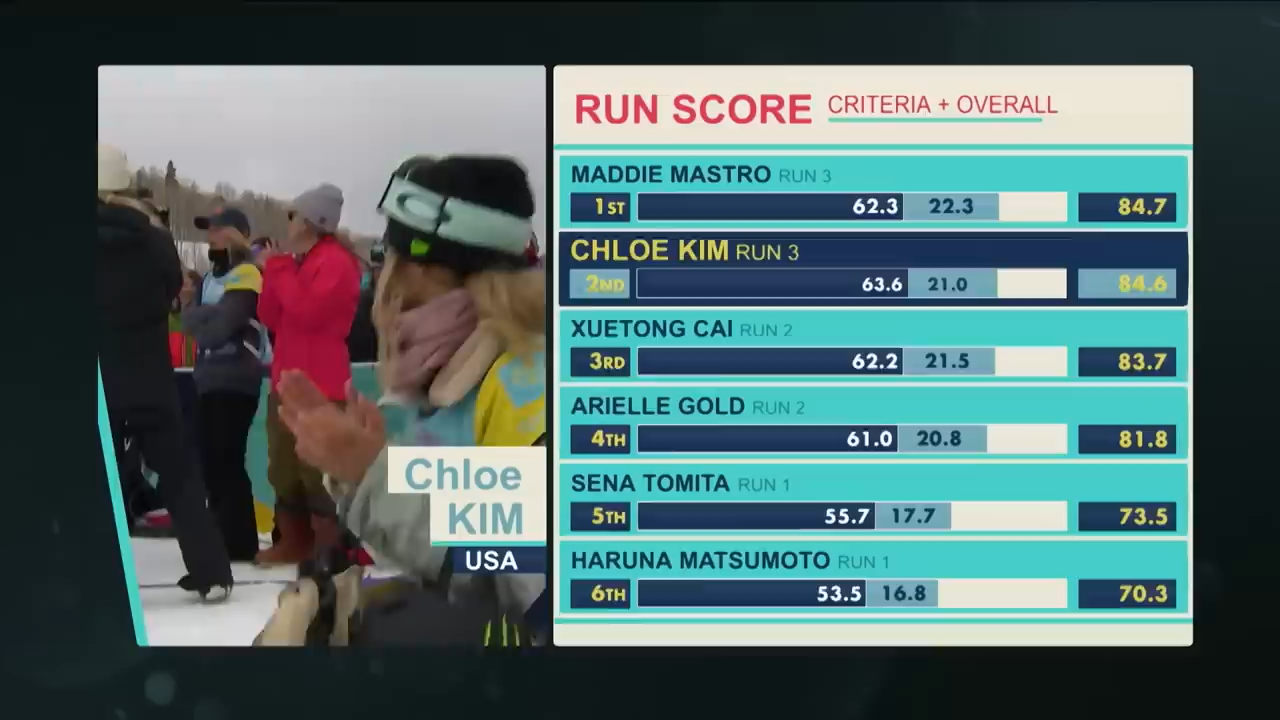 RUN SCORE CRITERIA + OVERALL
MADDIE MASTRO RUN 3
1ST 62.3 22.3 84.7
CHLOE KIM RUN 3
2ND 63.6 21.0 84.6
XUETONG CAI RUN 2
3RD 62.2 21.5 83.7
ARIELLE GOLD RUN 2
4TH 61.0 20.8 81.8
SENA TOMITA RUN 1
5TH 55.7 17.7 73.5
HARUNA MATSUMOTO RUN 1
6TH 53.5 16.8 70.3
Chloe
KIM
USA